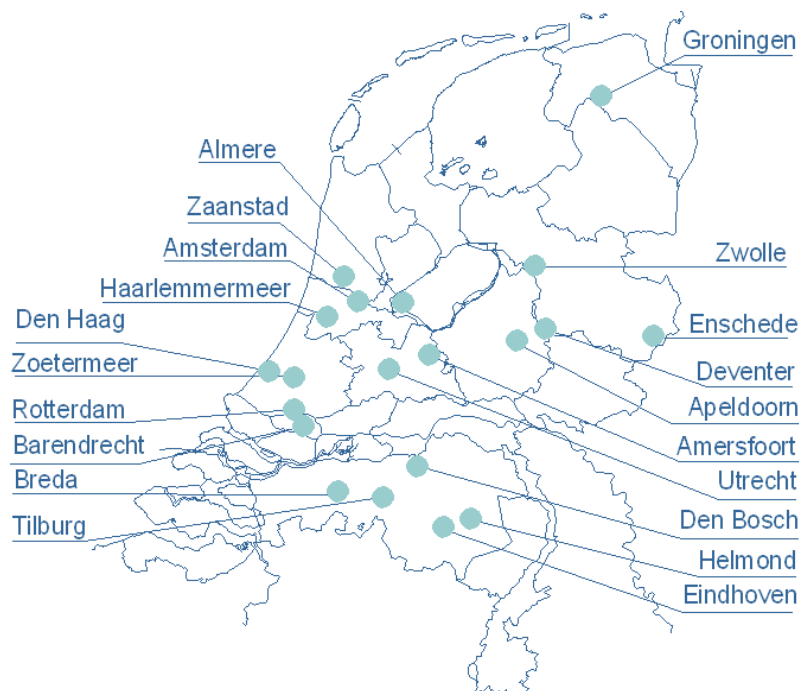 Groningen
Almere
Zaanstad
Amsterdam
Zwolle
Haarlemmermeer
Den Haag
Enschede
Zoetermeer
Deventer
Rotterdam
Apeldoorn
Barendrecht
Amersfoort
Breda
Utrecht
Tilburg
Den Bosch
Helmond
Eindhoven